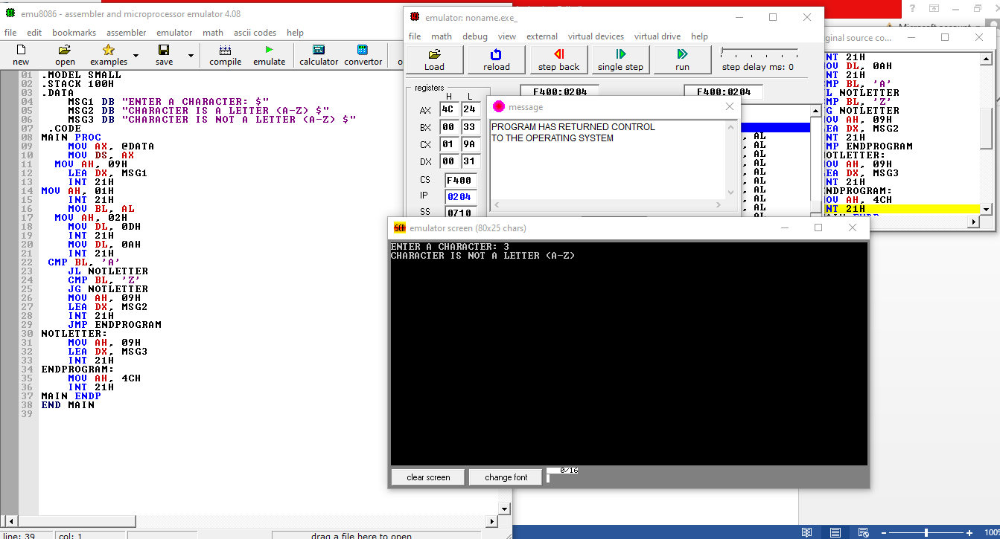 emu8086 - assembler and microprocessor emulator 4.08
file edit bookmarks assembler emulator math ascii codes help
new open examples save compile emulate calculator convertor
01 .MODEL SMALL
02 .STACK 100H
03 .DATA
04 MSG1 DB "ENTER A CHARACTER: $"
05 MSG2 DB "CHARACTER IS A LETTER (A-Z) $"
06 MSG3 DB "CHARACTER IS NOT A LETTER (A-Z) $"
07 .CODE
08 MAIN PROC
09 MOV AX, @DATA
10 MOV DS, AX
11 MOV AH, 09H
12 LEA DX, MSG1
13 INT 21H
14 MOV AH, 01H
15 INT 21H
16 MOV BL, AL
17 MOV AH, 02H
18 MOV DL, 0DH
19 INT 21H
20 MOV DL, 0AH
21 INT 21H
22 CMP BL, 'A'
23 JL NOTLETTER
24 CMP BL, 'Z'
25 JG NOTLETTER
26 MOV AH, 09H
27 LEA DX, MSG2
28 INT 21H
29 JMP ENDPROGRAM
30 NOTLETTER:
31 MOV AH, 09H
32 LEA DX, MSG3
33 INT 21H
34 ENDPROGRAM:
35 MOV AH, 4CH
36 INT 21H
37 MAIN ENDP
38 END MAIN
39
line: 39 col: 1 drag a file here to open
emulator: noname.exe_
file math debug view external virtual devices virtual drive help
Load reload step back single step run step delay ms: 0
registers
F400:0204 F400:0204
H L
AX 4C 24
BX 00 33
CX 01 9A
DX 00 31
CS F400
IP 0204
SS 0710
, AL
, AL
, AL
, AL
, AL
, AL
, AL
, AL
, AL
message
PROGRAM HAS RETURNED CONTROL
TO THE OPERATING SYSTEM
emulator screen (80x25 chars)
ENTER A CHARACTER: 3
CHARACTER IS NOT A LETTER (A-Z)
clear screen change font 0/16
ginal source co...
NT 21H
OV DL, 0AH
NT 21H
MP BL, 'A'
L NOTLETTER
MP BL, 'Z'
G NOTLETTER
OV AH, 09H
EA DX, MSG2
NT 21H
MP ENDPROGRAM
OTLETTER:
OV AH, 09H
EA DX, MSG3
NT 21H
NDPROGRAM:
OV AH, 4CH
NT 21H
100%